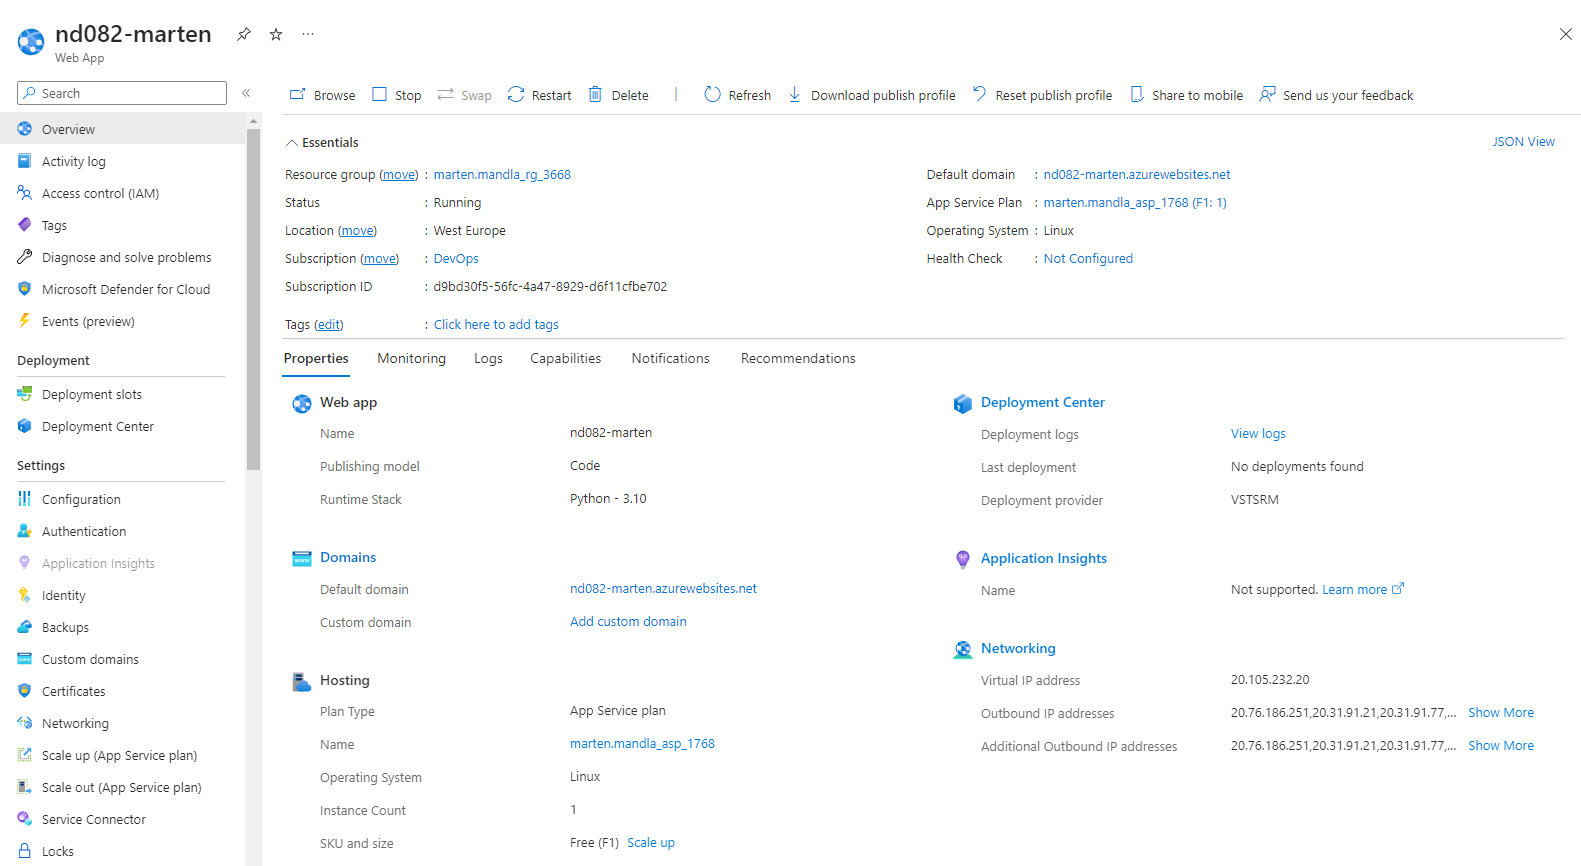 nd082-marten
Web App
Search
«
Overview
Activity log
Access control (IAM)
Tags
Diagnose and solve problems
Microsoft Defender for Cloud
Events (preview)
Deployment
Deployment slots
Deployment Center
Settings
Configuration
Authentication
Application Insights
Identity
Backups
Custom domains
Certificates
Networking
Scale up (App Service plan)
Scale out (App Service plan)
Service Connector
Locks
Browse Stop Swap Restart Delete | Refresh Download publish profile Reset publish profile Share to mobile Send us your feedback
Essentials JSON View
Resource group (move) : marten.mandla_rg_3668
Status : Running
Location (move) : West Europe
Subscription (move) : DevOps
Subscription ID : d9bd30f5-56fc-4a47-8929-d6f11cfbe702
Tags (edit) : Click here to add tags
Default domain : nd082-marten.azurewebsites.net
App Service Plan : marten.mandla_asp_1768 (F1: 1)
Operating System : Linux
Health Check : Not Configured
Properties Monitoring Logs Capabilities Notifications Recommendations
Web app
Name nd082-marten
Publishing model Code
Runtime Stack Python - 3.10
Domains
Default domain nd082-marten.azurewebsites.net
Custom domain Add custom domain
Hosting
Plan Type App Service plan
Name marten.mandla_asp_1768
Operating System Linux
Instance Count 1
SKU and size Free (F1) Scale up
Deployment Center
Deployment logs View logs
Last deployment No deployments found
Deployment provider VSTSRM
Application Insights
Name Not supported. Learn more
Networking
Virtual IP address 20.105.232.20
Outbound IP addresses 20.76.186.251,20.31.91.21,20.31.91.77,... Show More
Additional Outbound IP addresses 20.76.186.251,20.31.91.21,20.31.91.77,... Show More